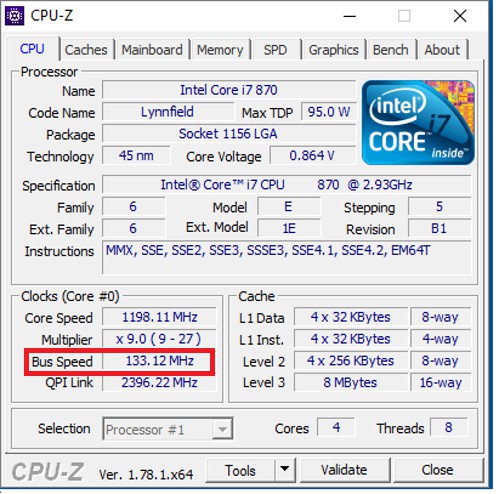 CPU-Z
CPU Caches Mainboard Memory SPD Graphics Bench About
Processor
Name Intel Core i7 870
Code Name Lynnfield Max TDP 95.0 W
Package Socket 1156 LGA
Technology 45 nm Core Voltage 0.864 V
intel i7 CORE inside™
Specification Intel® Core™ i7 CPU 870 @ 2.93GHz
Family 6 Model E Stepping 5
Ext. Family 6 Ext. Model 1E Revision B1
Instructions MMX, SSE, SSE2, SSE3, SSSE3, SSE4.1, SSE4.2, EM64T
Clocks (Core #0)
Core Speed 1198.11 MHz
Multiplier x 9.0 ( 9 - 27 )
Bus Speed 133.12 MHz
QPI Link 2396.22 MHz
Cache
L1 Data 4 x 32 KBytes 8-way
L1 Inst. 4 x 32 KBytes 4-way
Level 2 4 x 256 KBytes 8-way
Level 3 8 MBytes 16-way
Selection Processor #1 Cores 4 Threads 8
CPU-Z Ver. 1.78.1.x64 Tools Validate Close